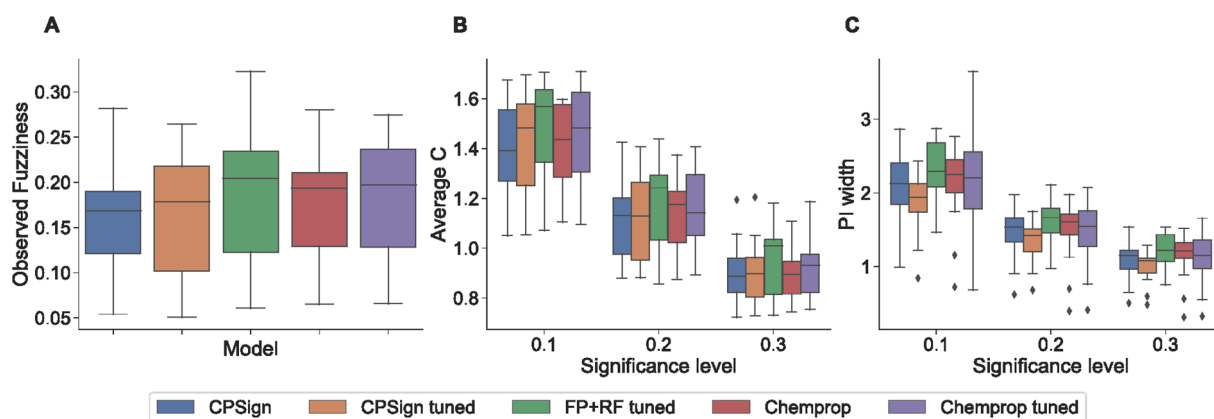 A
Observed Fuzziness
0.30
0.25
0.20
0.15
0.10
0.05
Model
B
Average C
1.6
1.4
1.2
1.0
0.8
0.1 0.2 0.3
Significance level
C
PI width
3
2
1
0.1 0.2 0.3
Significance level
CPSign CPSign tuned FP+RF tuned Chemprop Chemprop tuned